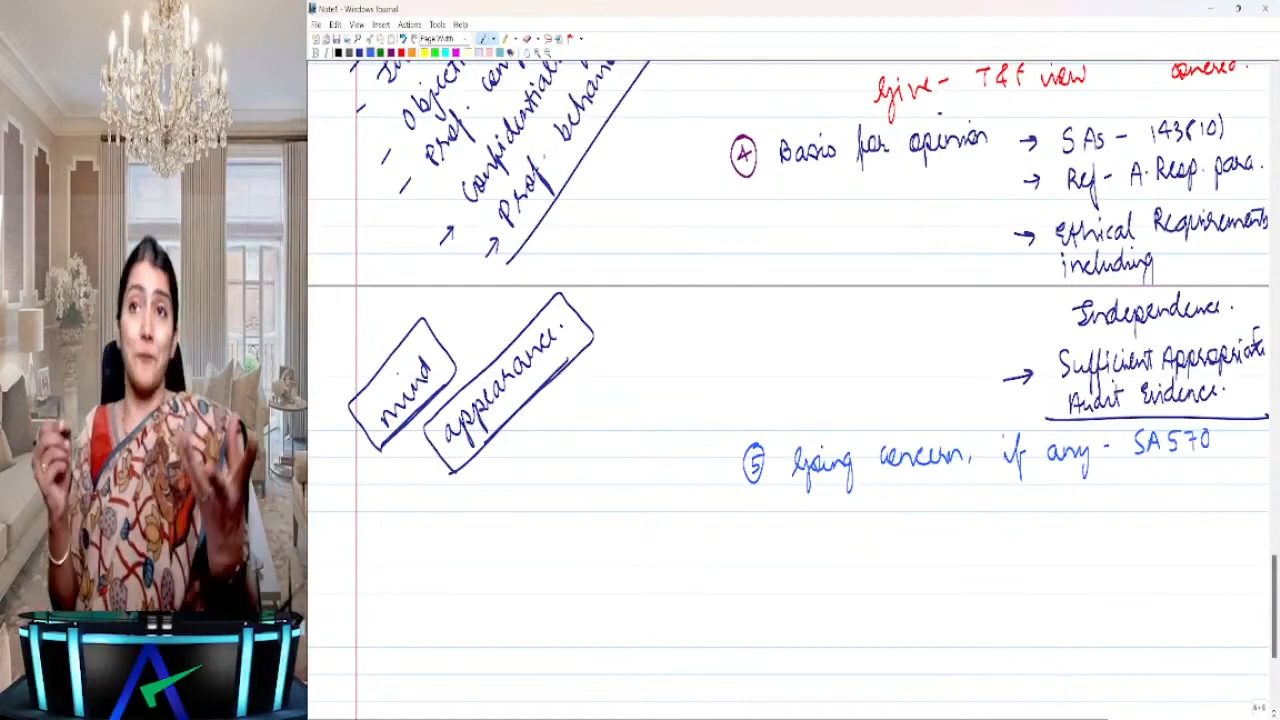 Note1 - Windows Journal
File Edit View Insert Actions Tools Help
Page Width
- Object
- Prof. Com
→ Confidential
→ Prof. behav
Give - T & F view
④ Basis for opinion → SAs - 143(10)
→ Ref - A. Resp. para.
→ Ethical Requirements
including
Independence.
→ Sufficient Appropriate
Audit Evidence.
mind
appearance.
⑤ Going concern, if any - SA 570